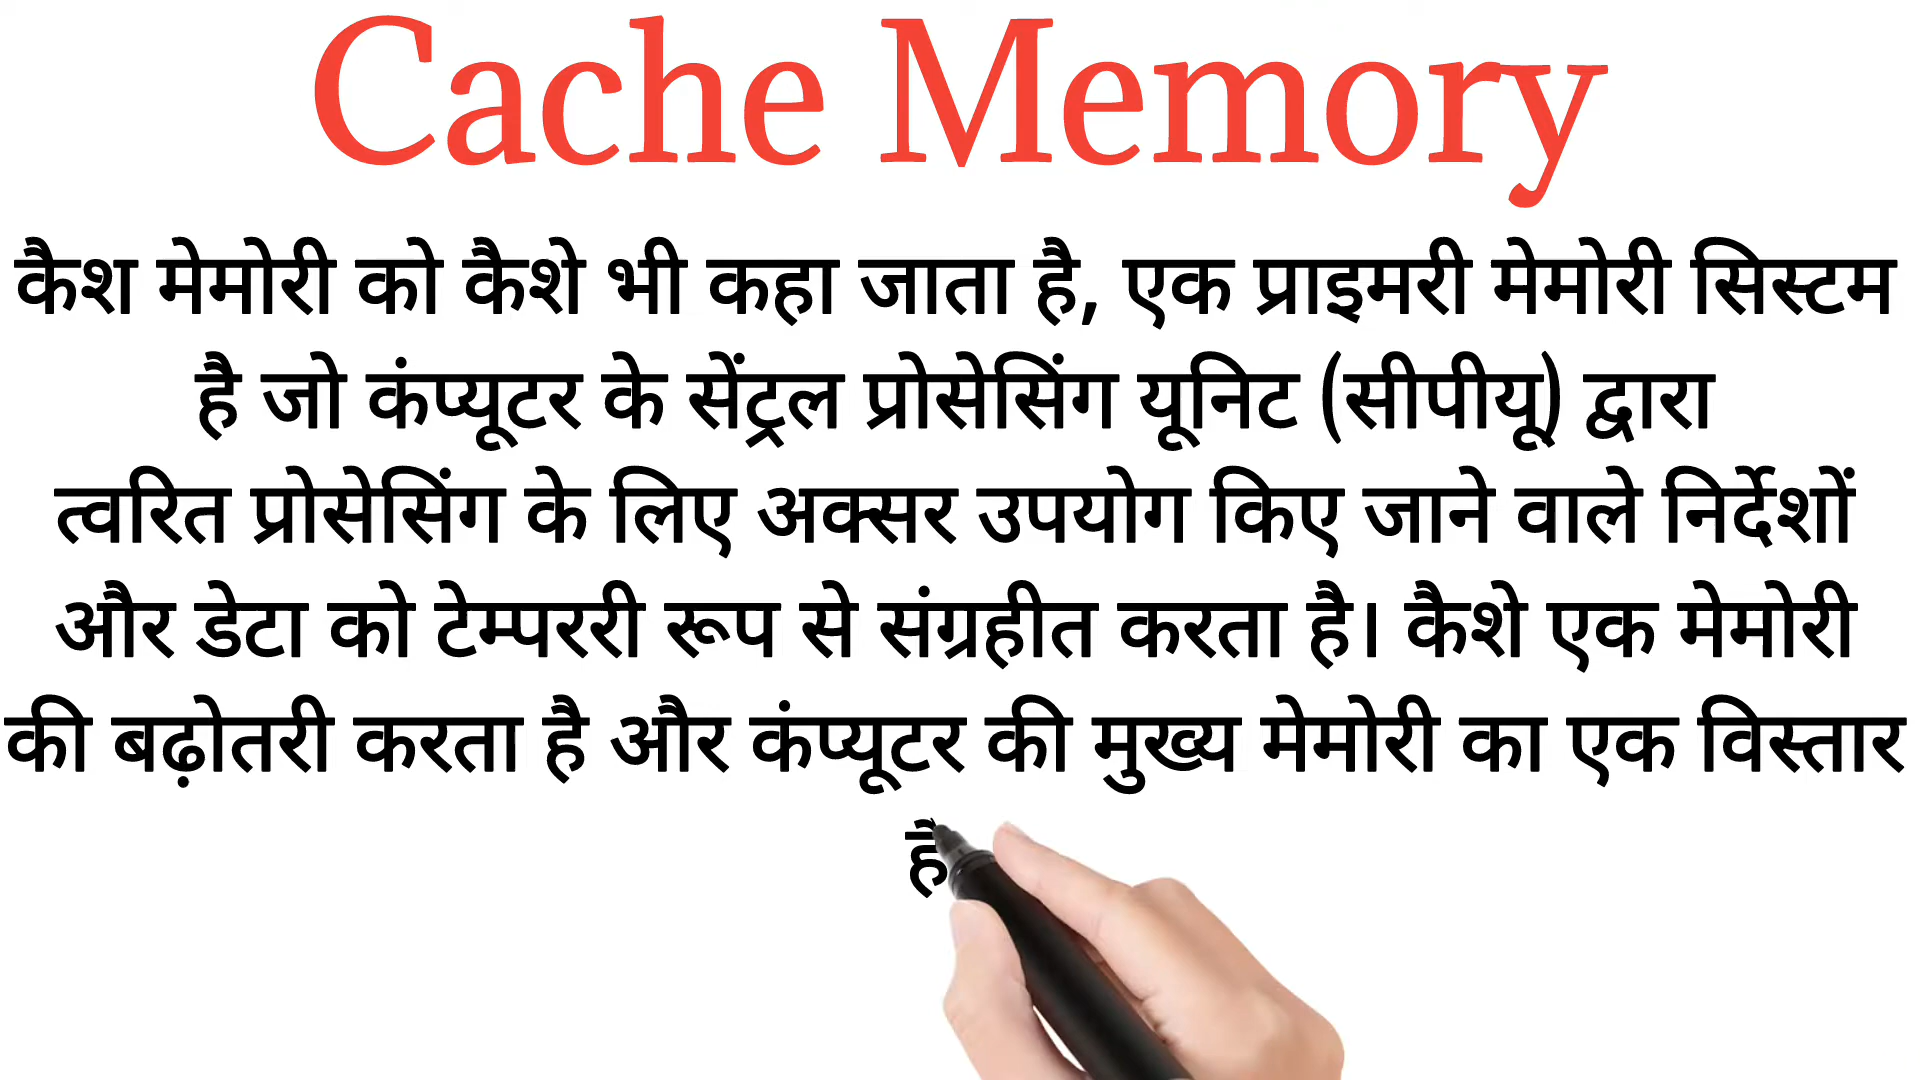 Cache Memory
कैश मेमोरी को कैशे भी कहा जाता है, एक प्राइमरी मेमोरी सिस्टम
है जो कंप्यूटर के सेंट्रल प्रोसेसिंग यूनिट (सीपीयू) द्वारा
त्वरित प्रोसेसिंग के लिए अक्सर उपयोग किए जाने वाले निर्देशों
और डेटा को टेम्पररी रूप से संग्रहीत करता है। कैशे एक मेमोरी
की बढ़ोतरी करता है और कंप्यूटर की मुख्य मेमोरी का एक विस्तार
है